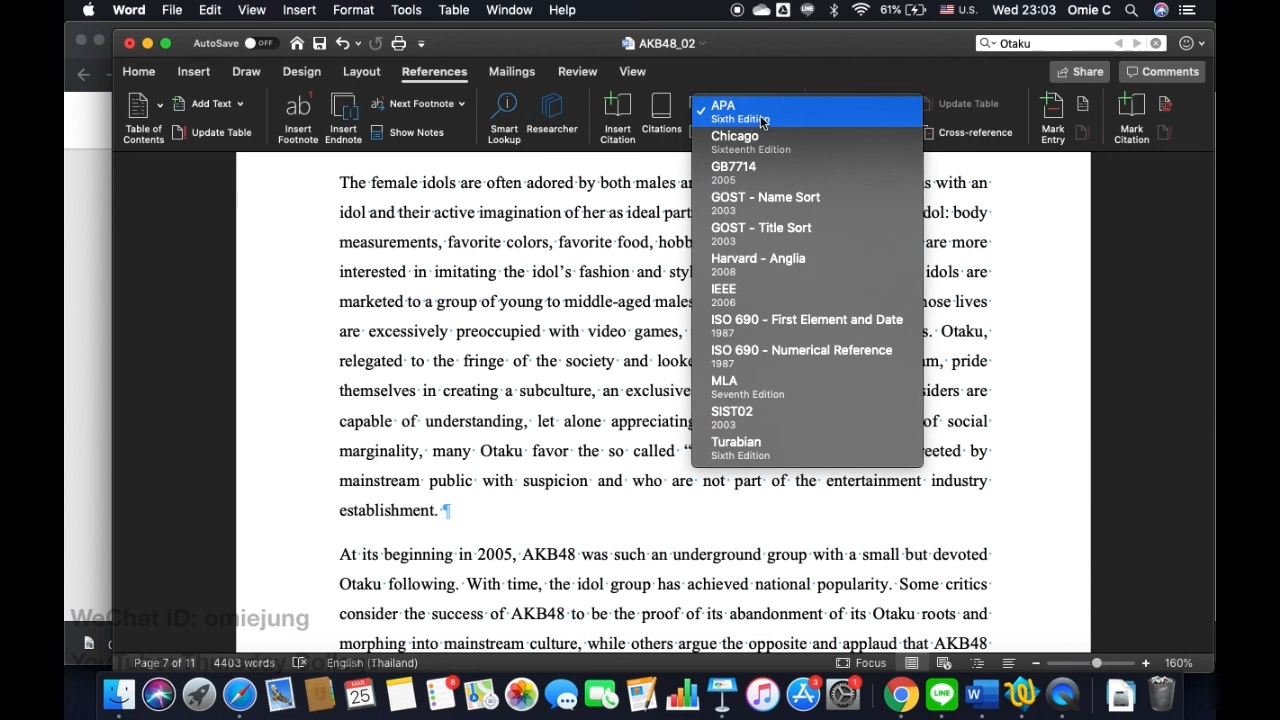 Word File Edit View Insert Format Tools Table Window Help 61% U.S. Wed 23:03 Omie C
AutoSave OFF AKB48_02 Otaku
Home Insert Draw Design Layout References Mailings Review View Share Comments
Table of Contents
Add Text
Update Table
Insert Footnote
Insert Endnote
Next Footnote
Show Notes
Smart Lookup
Researcher
Insert Citation
Citations
Update Table
Cross-reference
Mark Entry
Mark Citation
APA
Sixth Edition
Chicago
Sixteenth Edition
GB7714
2005
GOST - Name Sort
2003
GOST - Title Sort
2003
Harvard - Anglia
2008
IEEE
2006
ISO 690 - First Element and Date
1987
ISO 690 - Numerical Reference
1987
MLA
Seventh Edition
SIST02
2003
Turabian
Sixth Edition
The female idols are often adored by both males with an
idol and their active imagination of her as ideal body
measurements, favorite colors, favorite food, are more
interested in imitating the idol's fashion and idols are
marketed to a group of young to middle-aged males lives
are excessively preoccupied with video games, Otaku,
relegated to the fringe of the society and pride
themselves in creating a subculture, an exclusive are
capable of understanding, let alone of social
marginality, many Otaku favor the so called “ by
mainstream public with suspicion and who are not part of the entertainment industry
establishment. ¶
At its beginning in 2005, AKB48 was such an underground group with a small but devoted
Otaku following. With time, the idol group has achieved national popularity. Some critics
consider the success of AKB48 to be the proof of its abandonment of its Otaku roots and
morphing into mainstream culture, while others argue the opposite and applaud that AKB48
WeChat ID: omiejung
Page 7 of 11 4403 words English (Thailand) Focus 160%
MAR
25
8
3
1